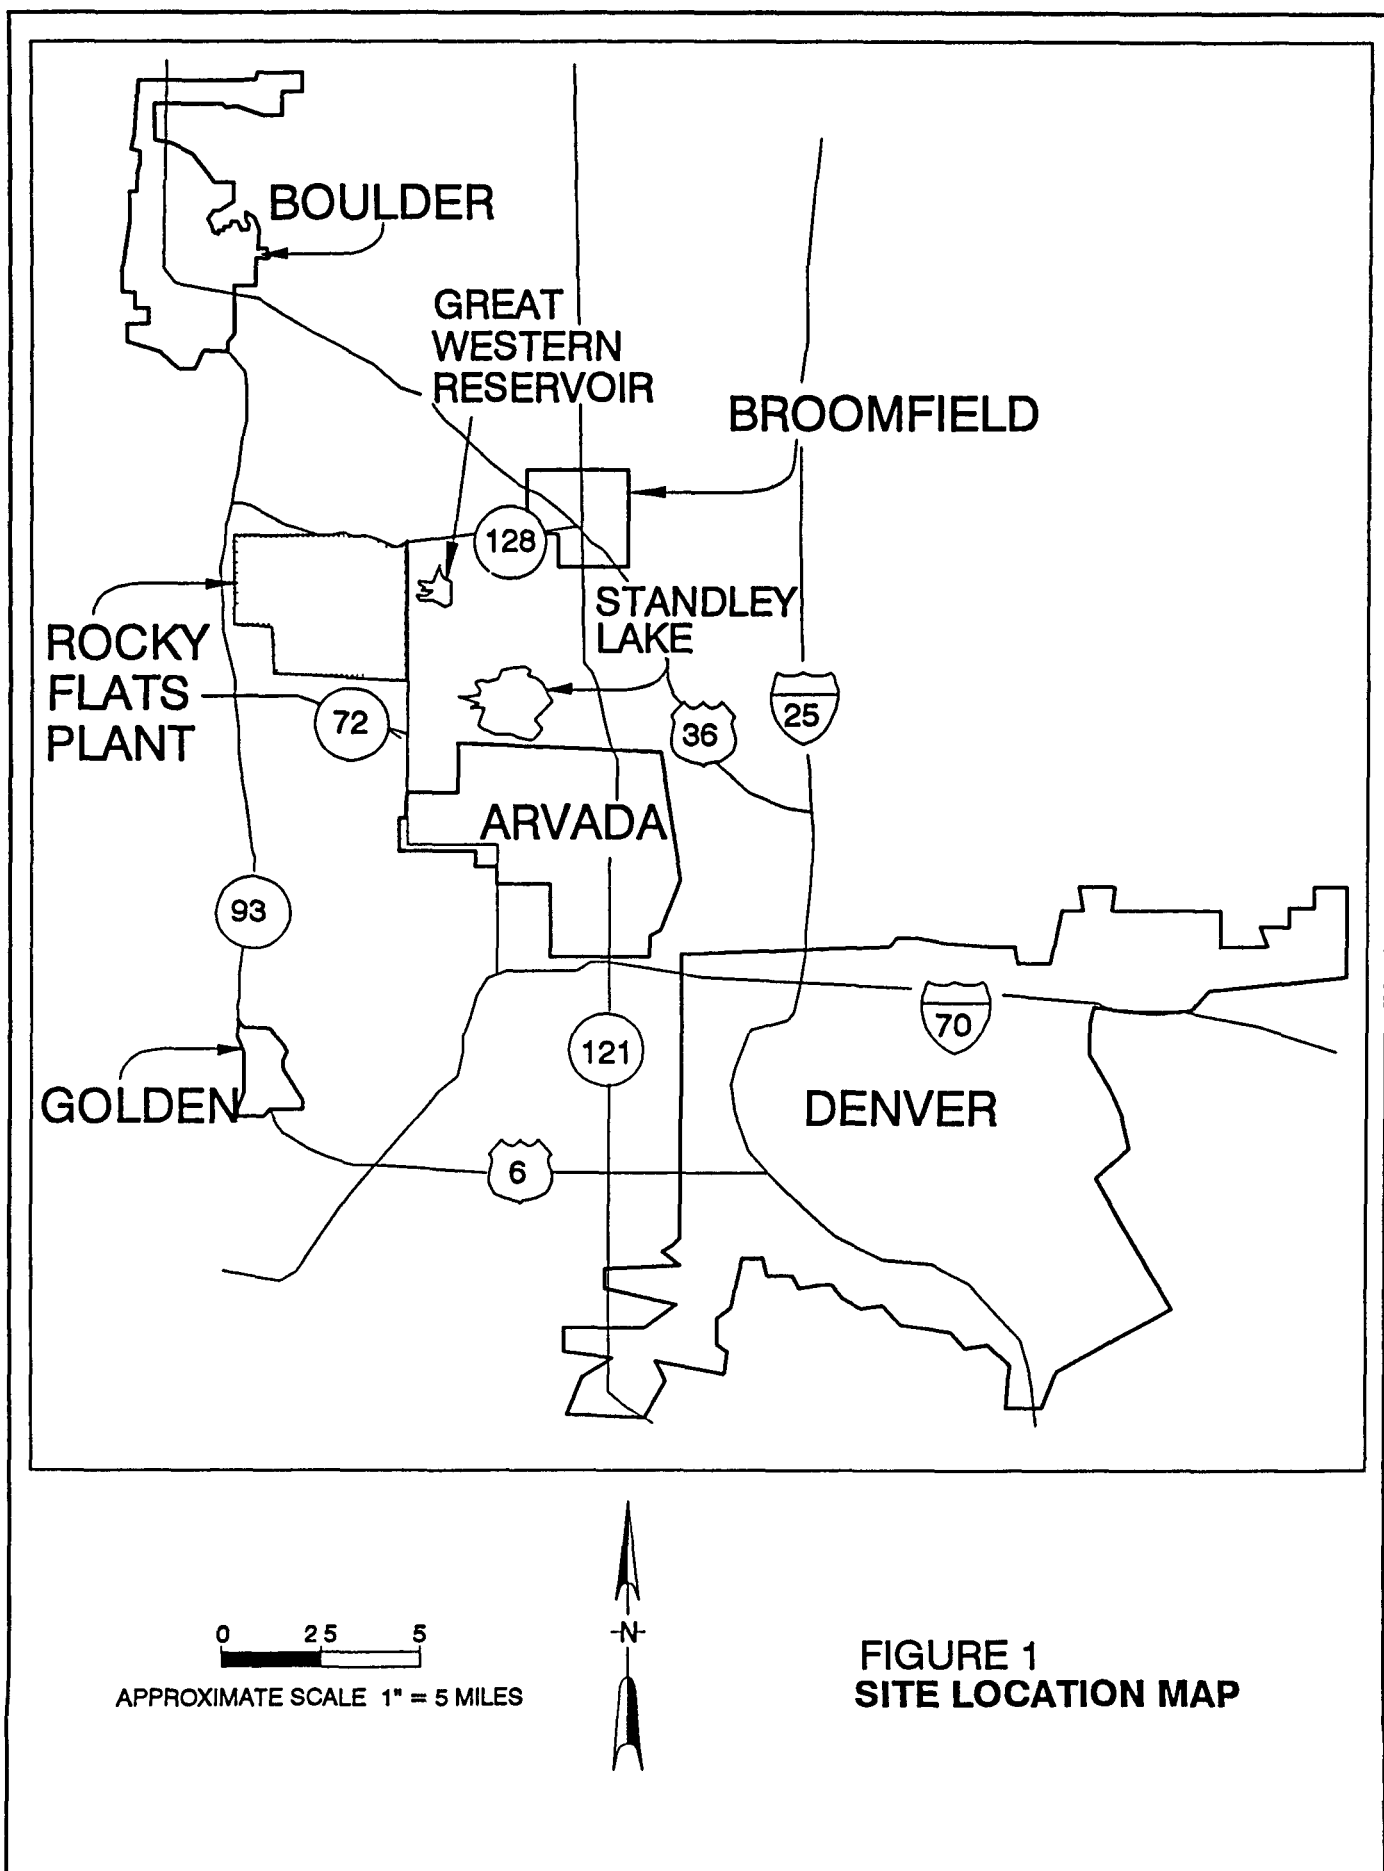 BOULDER
GREAT
WESTERN
RESERVOIR
BROOMFIELD
128
STANDLEY
LAKE
ROCKY
FLATS
PLANT
72
36
25
ARVADA
93
70
121
GOLDEN
DENVER
6
0 2 5 5
APPROXIMATE SCALE 1" = 5 MILES
N
FIGURE 1
SITE LOCATION MAP